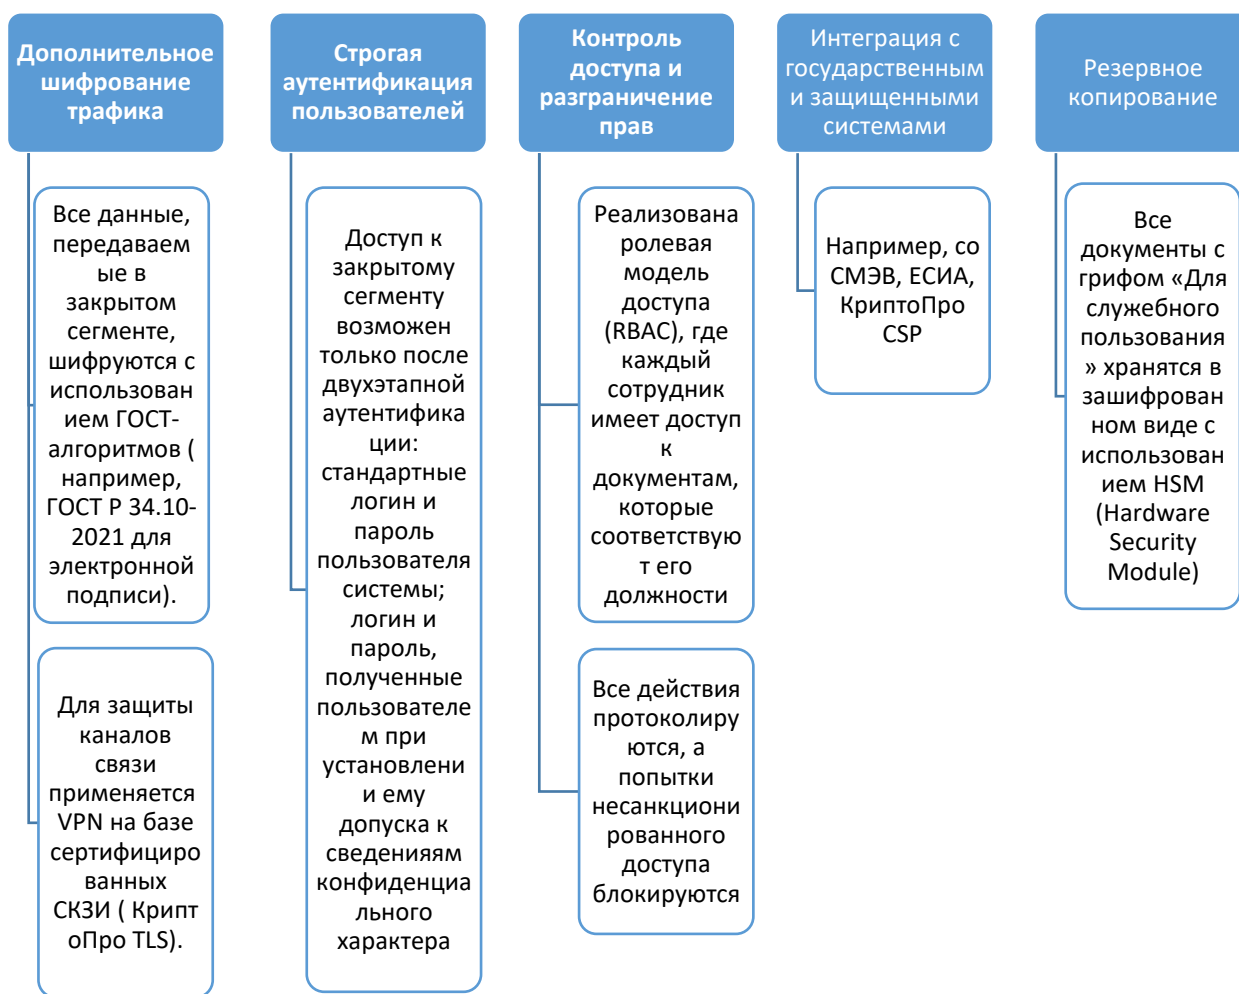 Дополнительное
шифрование
трафика
Все данные,
передаваем
ые в
закрытом
сегменте,
шифруются с
использован
ием ГОСТ-
алгоритмов (
например,
ГОСТ Р 34.10-
2021 для
электронной
подписи).
Для защиты
каналов
связи
применяется
VPN на базе
сертифициро
ванных
СКЗИ ( Крипт
оПро TLS).
Строгая
аутентификация
пользователей
Доступ к
закрытому
сегменту
возможен
только после
двухэтапной
аутентифика
ции:
стандартные
логин и
пароль
пользователя
системы;
логин и
пароль,
полученные
пользователе
м при
установлени
и ему
допуска к
сведенияям
конфиденциа
льного
характера
Контроль
доступа и
разграничение
прав
Реализована
ролевая
модель
доступа
(RBAC), где
каждый
сотрудник
имеет доступ
к
документам,
которые
соответствую
т его
должности
Все действия
протоколиру
ются, а
попытки
несанкциони
рованного
доступа
блокируются
Интеграция с
государственным
и защищенными
системами
Например, со
СМЭВ, ЕСИА,
КриптоПро
CSP
Резервное
копирование
Все
документы с
грифом «Для
служебного
пользования
» хранятся в
зашифрован
ном виде с
использован
ием HSM
(Hardware
Security
Module)